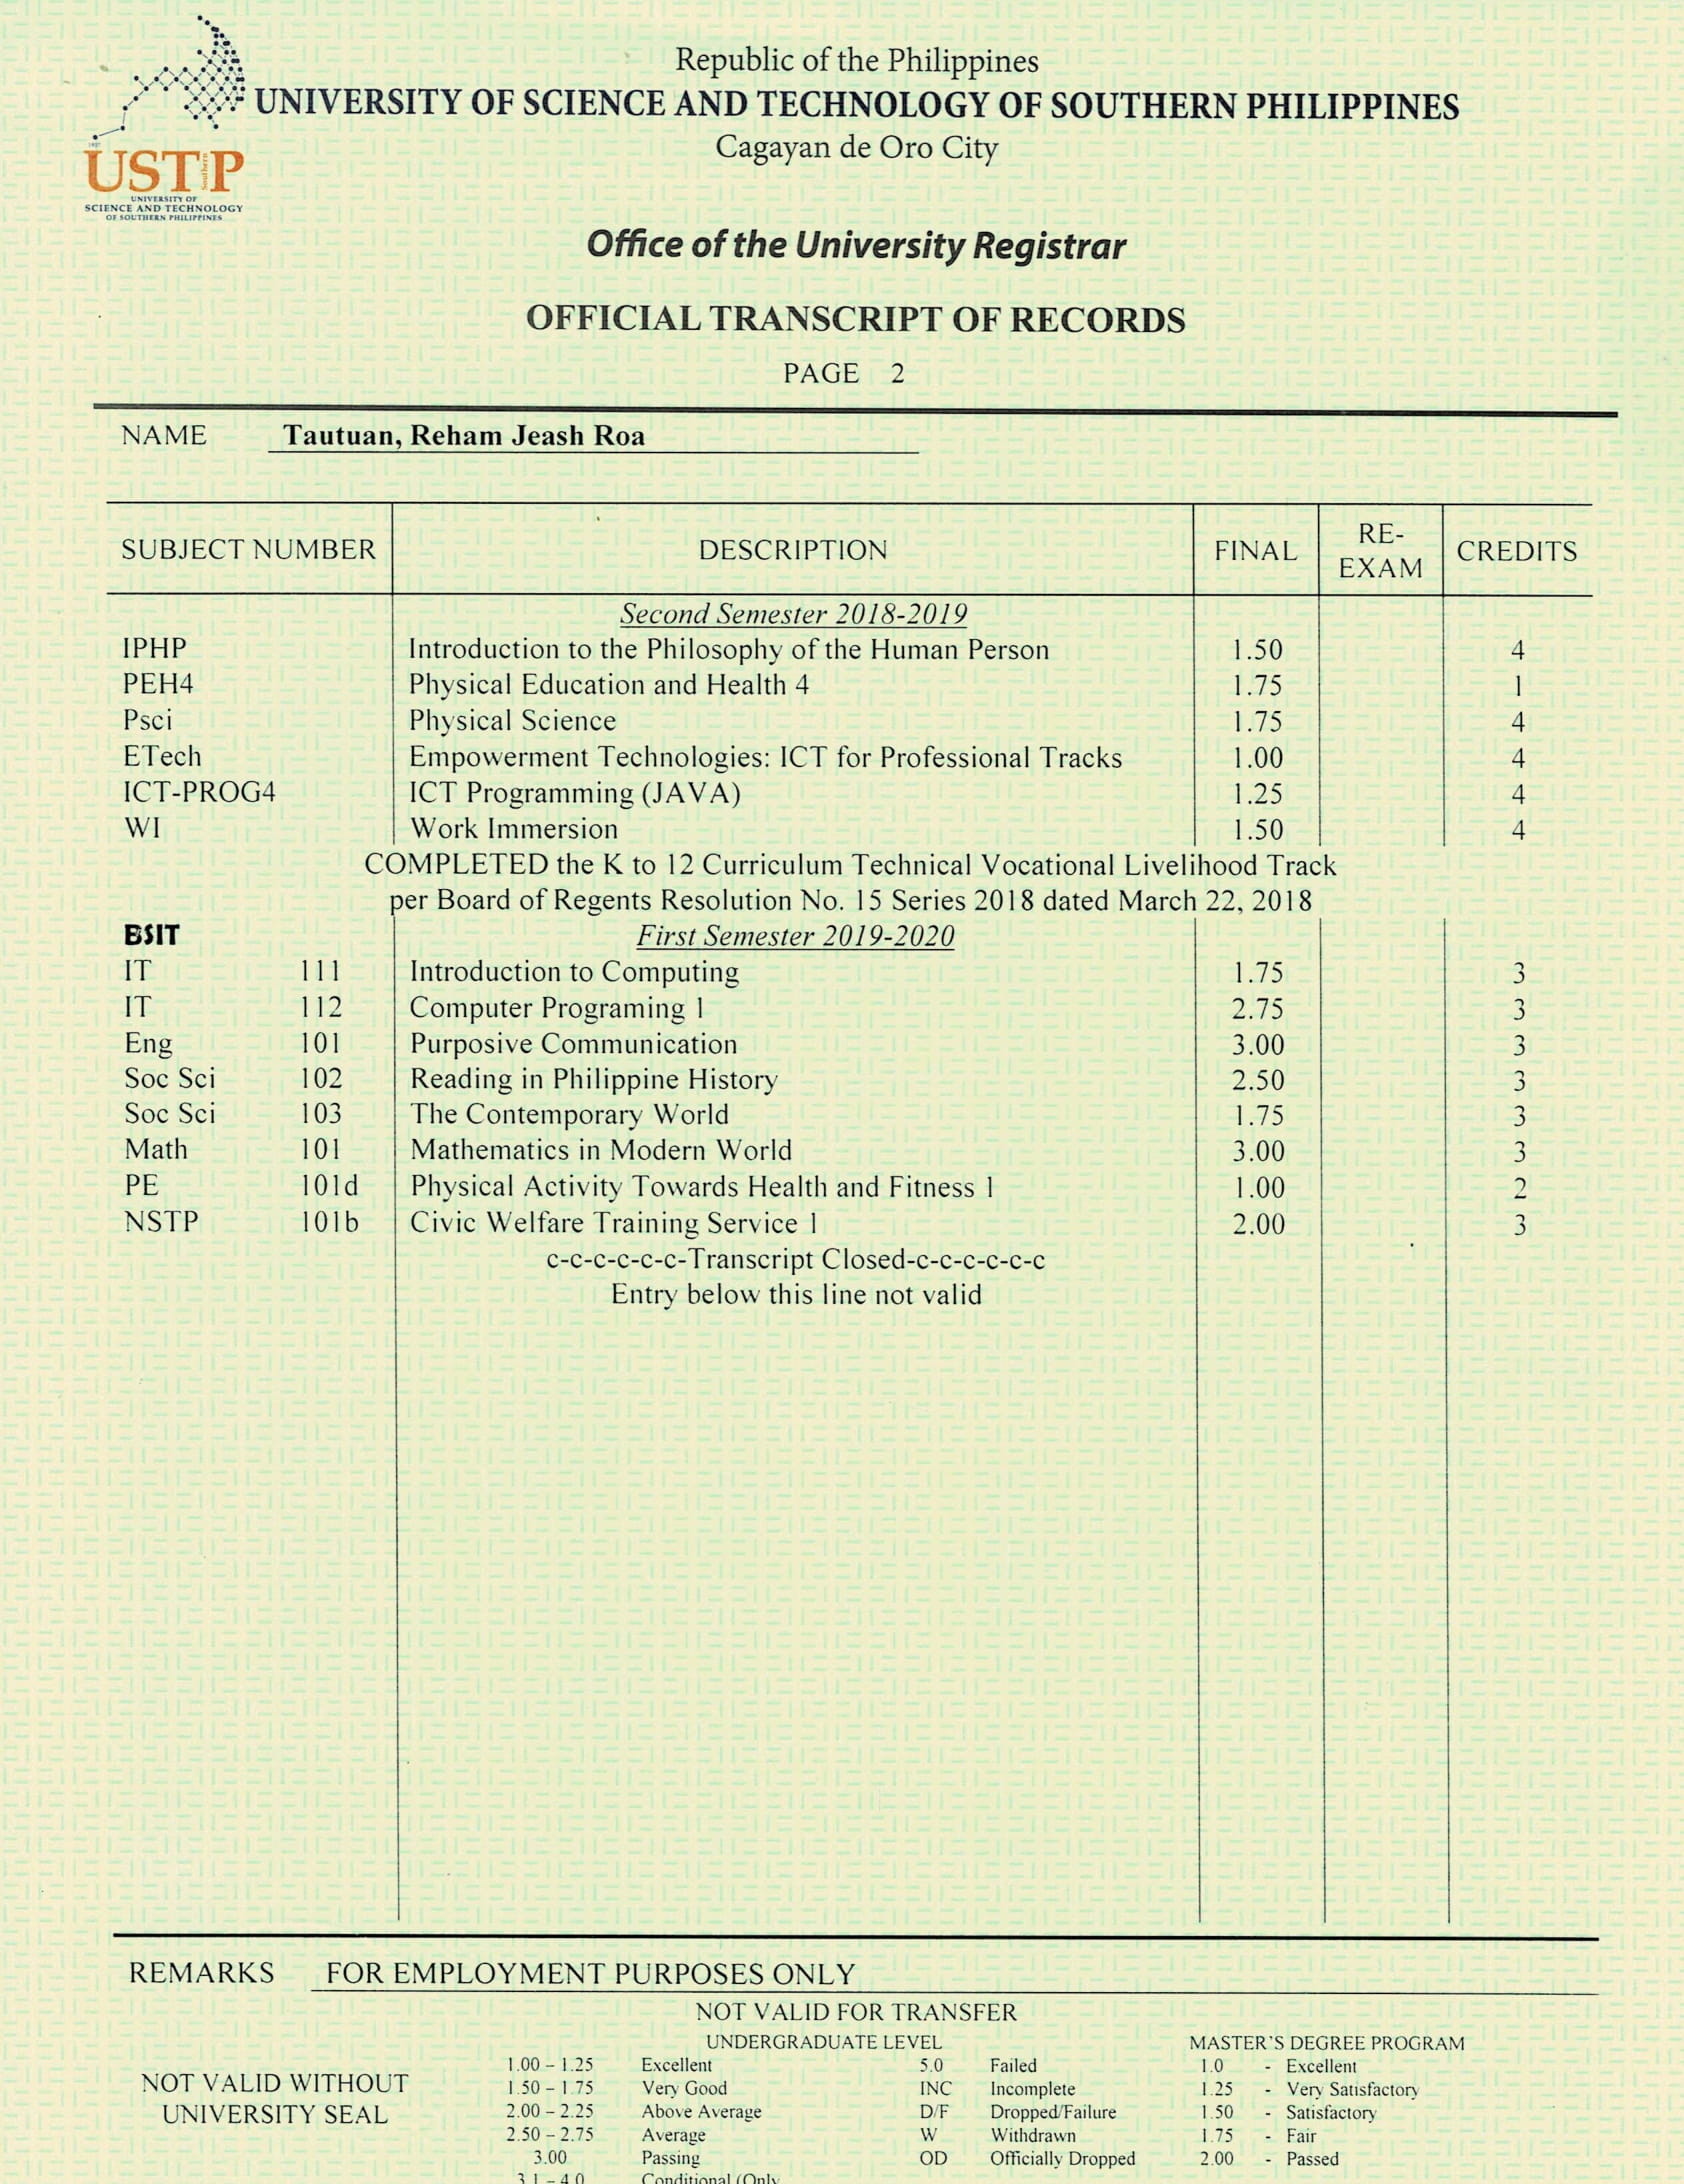 Republic of the Philippines
UNIVERSITY OF SCIENCE AND TECHNOLOGY OF SOUTHERN PHILIPPINES
Cagayan de Oro City
1927
USTP
Southern
UNIVERSITY OF
SCIENCE AND TECHNOLOGY
OF SOUTHERN PHILIPPINES
Office of the University Registrar
OFFICIAL TRANSCRIPT OF RECORDS
PAGE 2
NAME Tautuan, Reham Jeash Roa
SUBJECT NUMBER DESCRIPTION FINAL RE-EXAM CREDITS
Second Semester 2018-2019
IPHP Introduction to the Philosophy of the Human Person 1.50 4
PEH4 Physical Education and Health 4 1.75 1
Psci Physical Science 1.75 4
ETech Empowerment Technologies: ICT for Professional Tracks 1.00 4
ICT-PROG4 ICT Programming (JAVA) 1.25 4
WI Work Immersion 1.50 4
COMPLETED the K to 12 Curriculum Technical Vocational Livelihood Track
per Board of Regents Resolution No. 15 Series 2018 dated March 22, 2018
BSIT First Semester 2019-2020
IT 111 Introduction to Computing 1.75 3
IT 112 Computer Programing 1 2.75 3
Eng 101 Purposive Communication 3.00 3
Soc Sci 102 Reading in Philippine History 2.50 3
Soc Sci 103 The Contemporary World 1.75 3
Math 101 Mathematics in Modern World 3.00 3
PE 101d Physical Activity Towards Health and Fitness 1 1.00 2
NSTP 101b Civic Welfare Training Service 1 2.00 3
c-c-c-c-c-c-Transcript Closed-c-c-c-c-c-c
Entry below this line not valid
REMARKS FOR EMPLOYMENT PURPOSES ONLY
NOT VALID FOR TRANSFER
UNDERGRADUATE LEVEL MASTER'S DEGREE PROGRAM
NOT VALID WITHOUT
UNIVERSITY SEAL
1.00 – 1.25 Excellent 5.0 Failed 1.0 - Excellent
1.50 – 1.75 Very Good INC Incomplete 1.25 - Very Satisfactory
2.00 – 2.25 Above Average D/F Dropped/Failure 1.50 - Satisfactory
2.50 – 2.75 Average W Withdrawn 1.75 - Fair
3.00 Passing OD Officially Dropped 2.00 - Passed
3.1 – 4.0 Conditional (Only